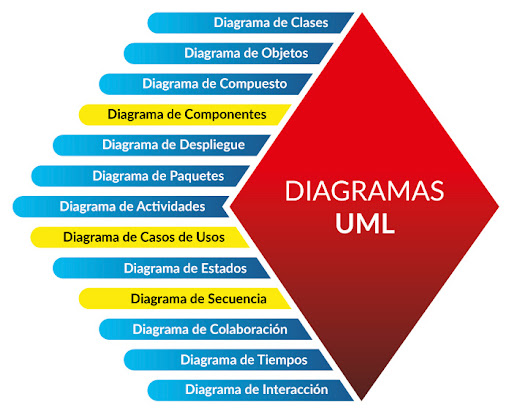 Diagrama de Clases
Diagrama de Objetos
Diagrama de Compuesto
Diagrama de Componentes
Diagrama de Despliegue
Diagrama de Paquetes
Diagrama de Actividades
Diagrama de Casos de Usos
Diagrama de Estados
Diagrama de Secuencia
Diagrama de Colaboración
Diagrama de Tiempos
Diagrama de Interacción
DIAGRAMAS
UML